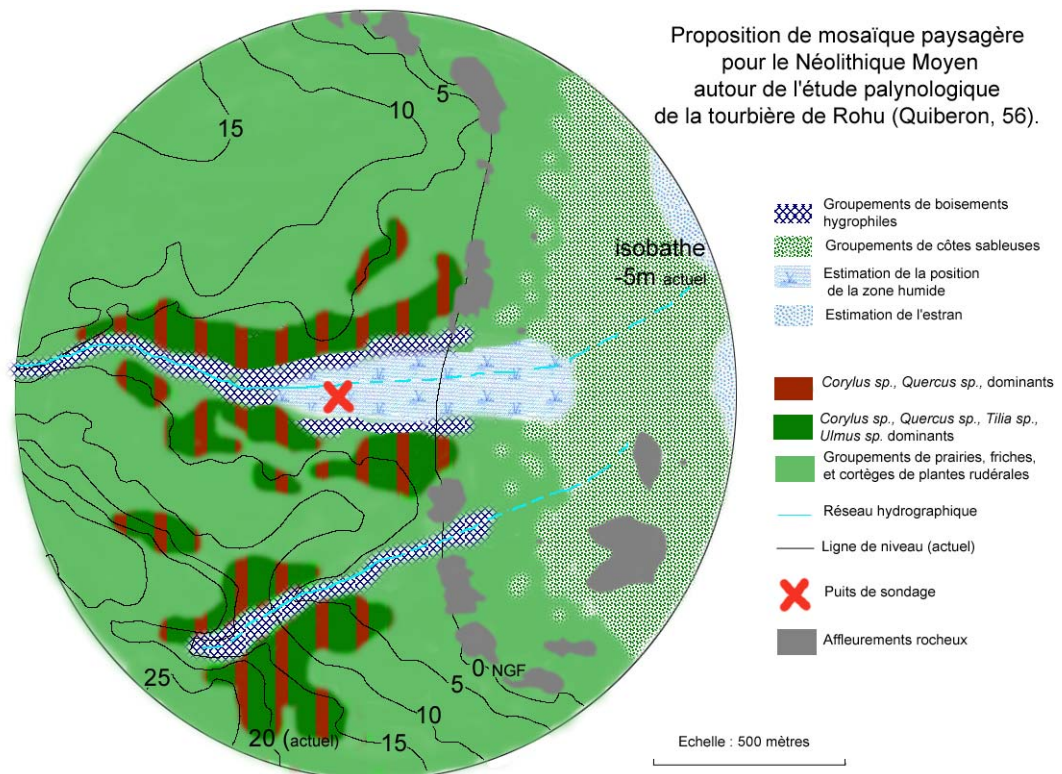 Proposition de mosaïque paysagère
pour le Néolithique Moyen
autour de l'étude palynologique
de la tourbière de Rohu (Quiberon, 56).
5
10
15
isobathe
-5m actuel
Groupements de boisements
hygrophiles
Groupements de côtes sableuses
Estimation de la position
de la zone humide
Estimation de l'estran
Corylus sp., Quercus sp., dominants
Corylus sp., Quercus sp., Tilia sp.,
Ulmus sp. dominants
Groupements de prairies, friches,
et cortèges de plantes rudérales
Réseau hydrographique
Ligne de niveau (actuel)
Puits de sondage
Affleurements rocheux
0 NGF
25
5
10
20 (actuel)
15
Echelle : 500 mètres